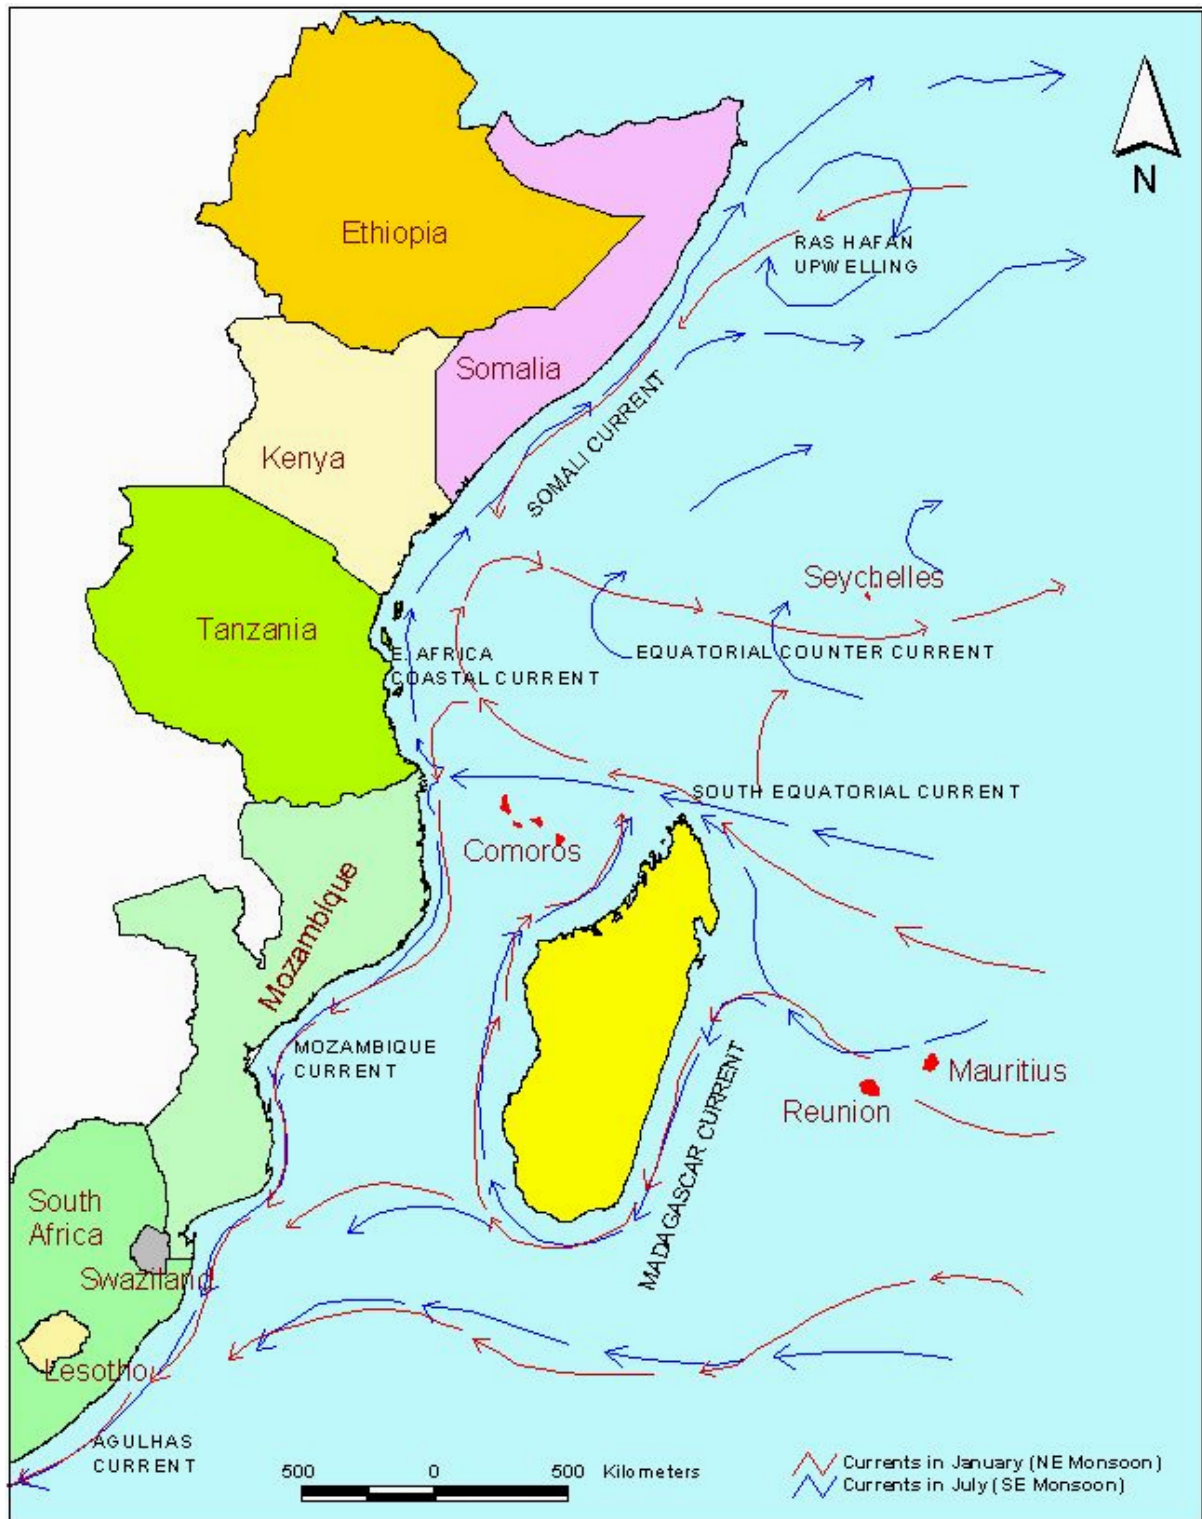 N
Ethiopia
RAS HAFAN
UPWELLING
Somalia
SOMALI CURRENT
Kenya
Seychelles
Tanzania
E. AFRICA
COASTAL CURRENT
EQUATORIAL COUNTER CURRENT
SOUTH EQUATORIAL CURRENT
Comoros
Mozambique
MOZAMBIQUE
CURRENT
MADAGASCAR CURRENT
Mauritius
Reunion
South
Africa
Swaziland
Lesotho
AGULHAS
CURRENT
500 0 500 Kilometers
Currents in January (NE Monsoon)
Currents in July (SE Monsoon)